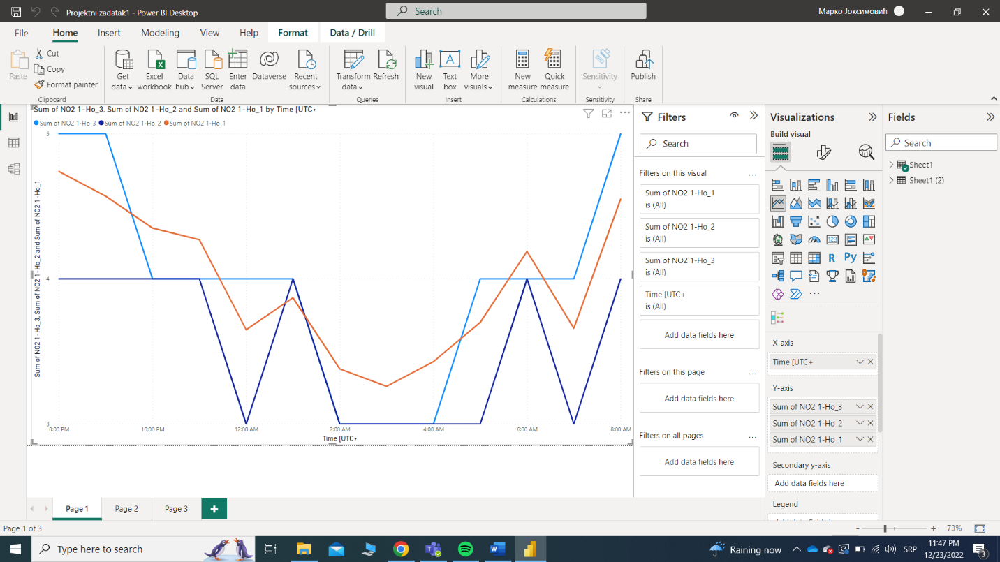 Projektni zadatak1 - Power BI Desktop
Search
Марко Јоксимовић
File Home Insert Modeling View Help Format Data / Drill
Paste
Cut
Copy
Format painter
Clipboard
Get data
Excel workbook
Data hub
SQL Server
Enter data
Dataverse
Recent sources
Data
Transform data
Refresh
Queries
New visual
Text box
More visuals
Insert
New measure
Quick measure
Calculations
Sensitivity
Sensitivity
Publish
Share
Sum of NO2 1-Ho_3, Sum of NO2 1-Ho_2 and Sum of NO2 1-Ho_1 by Time [UTC+
Sum of NO2 1-Ho_3 Sum of NO2 1-Ho_2 Sum of NO2 1-Ho_1
Sum of NO2 1-Ho_3, Sum of NO2 1-Ho_2 and Sum of NO2 1-Ho_1
5
4
3
8:00 PM 10:00 PM 12:00 AM 2:00 AM 4:00 AM 6:00 AM 8:00 AM
Time [UTC+
Filters
Search
Filters on this visual
Sum of NO2 1-Ho_1
is (All)
Sum of NO2 1-Ho_2
is (All)
Sum of NO2 1-Ho_3
is (All)
Time [UTC+
is (All)
Add data fields here
Filters on this page
Add data fields here
Filters on all pages
Add data fields here
Visualizations
Build visual
123
R
Py
X-axis
Time [UTC+
Y-axis
Sum of NO2 1-Ho_3
Sum of NO2 1-Ho_2
Sum of NO2 1-Ho_1
Secondary y-axis
Add data fields here
Legend
Fields
Search
Sheet1
Sheet1 (2)
Page 1 Page 2 Page 3
Page 1 of 3
- + 73%
Type here to search
Raining now
SRP
11:47 PM
12/23/2022
3